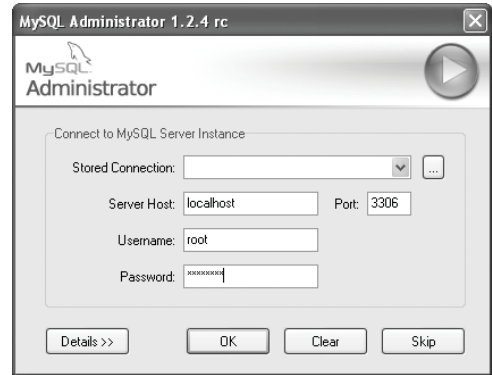 MySQL Administrator 1.2.4 rc
MySQL
Administrator
Connect to MySQL Server Instance
Stored Connection:
...
Server Host: localhost Port: 3306
Username: root
Password: ********
Details >> OK Clear Skip